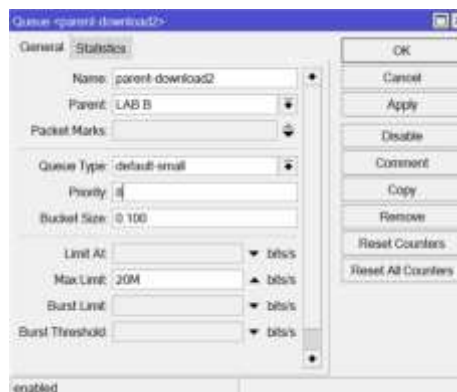 Queue <parent-download2>
General Statistics
Name: parent-download2
Parent: LAB B
Packet Marks:
Queue Type: default-small
Priority: 8
Bucket Size: 0.100
Limit At: bits/s
Max Limit: 20M bits/s
Burst Limit: bits/s
Burst Threshold: bits/s
enabled
OK
Cancel
Apply
Disable
Comment
Copy
Remove
Reset Counters
Reset All Counters